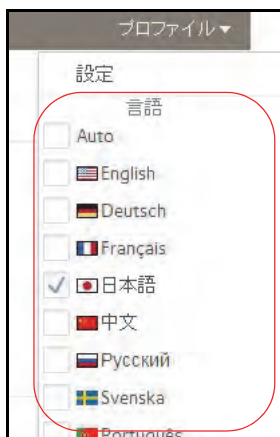 プロファイル▼
設定
言語
Auto
English
Deutsch
Français
日本語
中文
Русский
Svenska
Português